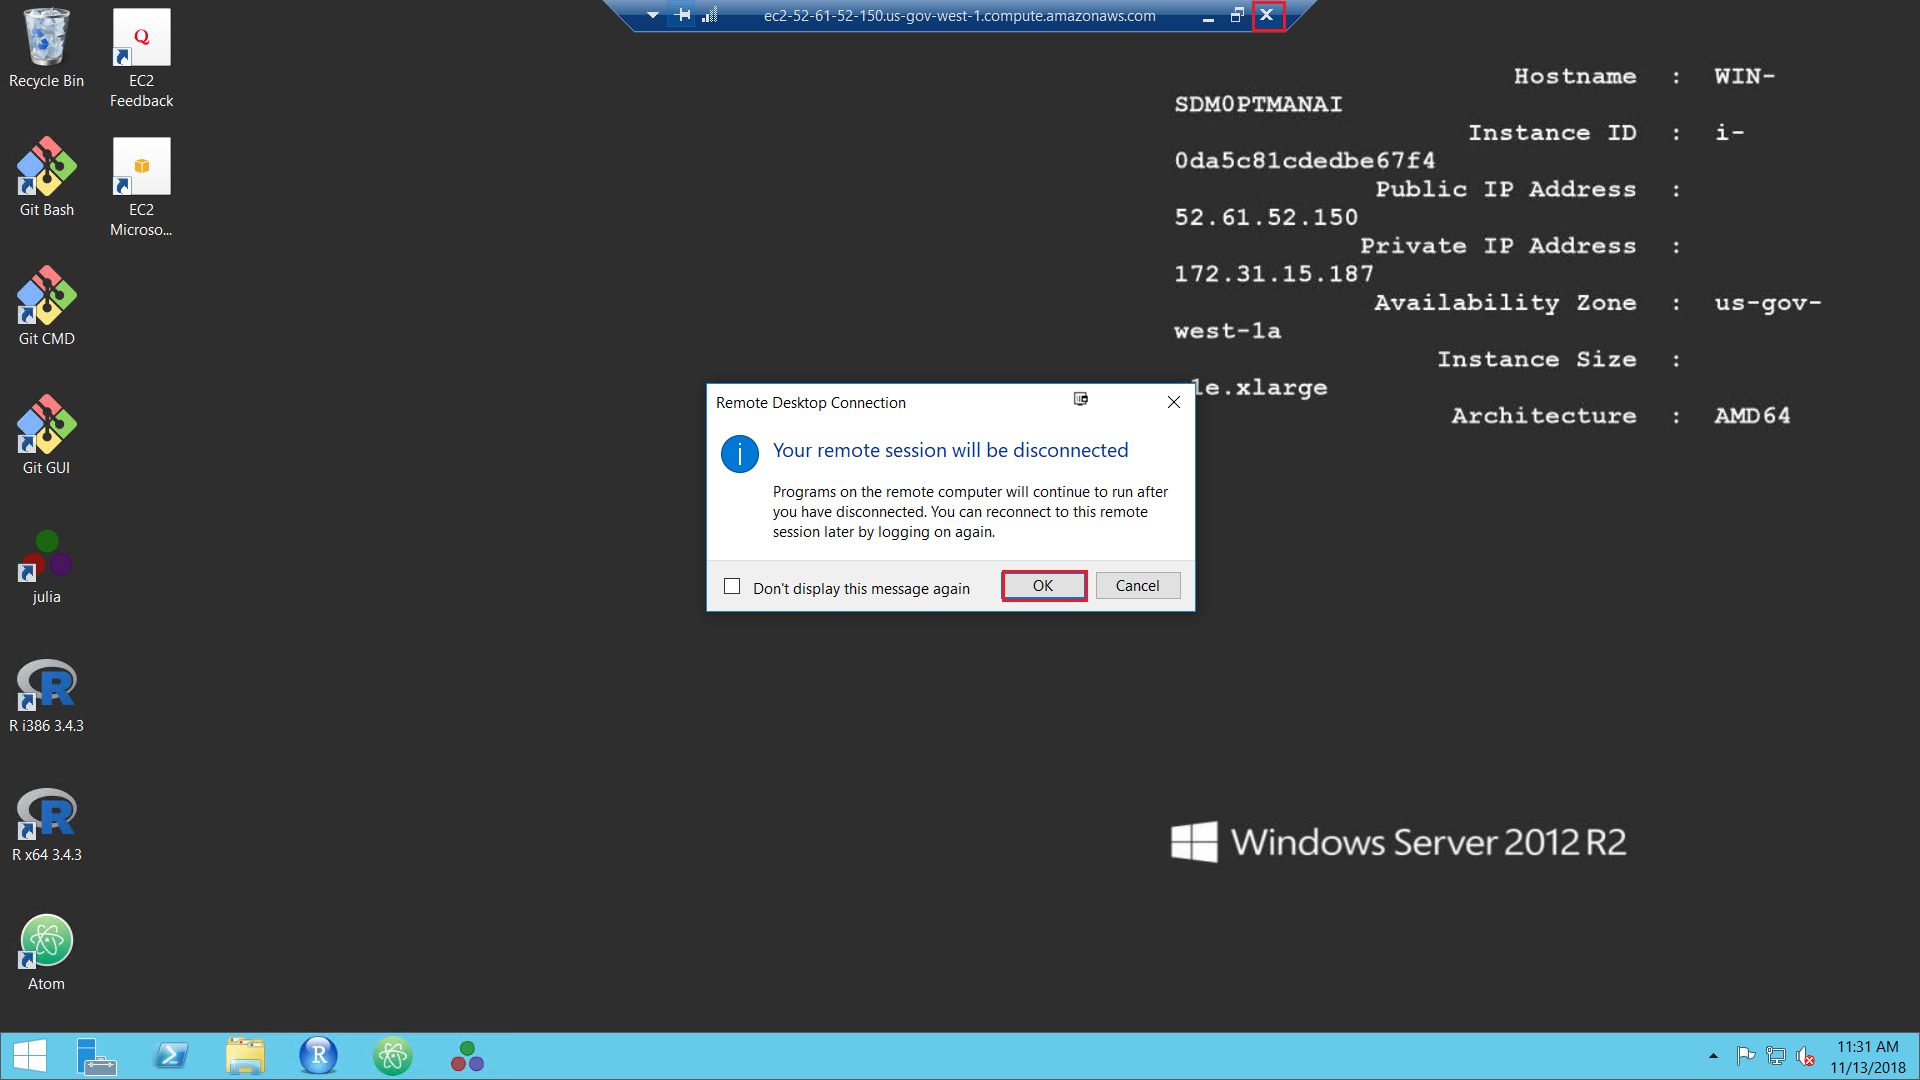 ec2-52-61-52-150.us-gov-west-1.compute.amazonaws.com
Recycle Bin
EC2
Feedback
Git Bash
EC2
Microso...
Git CMD
Git GUI
julia
R i386 3.4.3
R x64 3.4.3
Atom
Hostname : WIN-
SDM0PTMANAI
Instance ID : i-
0da5c81cdedbe67f4
Public IP Address :
52.61.52.150
Private IP Address :
172.31.15.187
Availability Zone : us-gov-
west-1a
Instance Size :
1e.xlarge
Architecture : AMD64
Remote Desktop Connection
Your remote session will be disconnected
Programs on the remote computer will continue to run after
you have disconnected. You can reconnect to this remote
session later by logging on again.
Don't display this message again
OK
Cancel
Windows Server 2012 R2
11:31 AM
11/13/2018